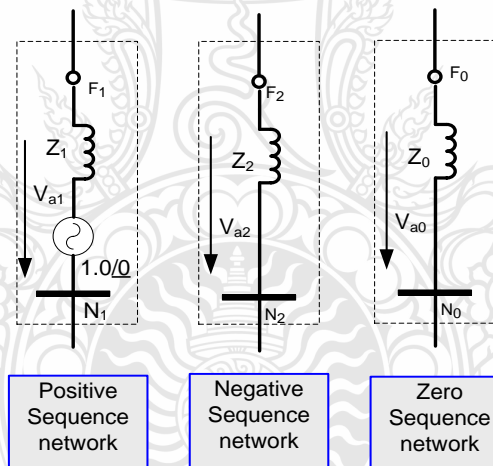 F1
F2
F0
Z1
Z2
Z0
Va1
Va2
Va0
1.0/0
N1
N2
N0
Positive
Sequence
network
Negative
Sequence
network
Zero
Sequence
network